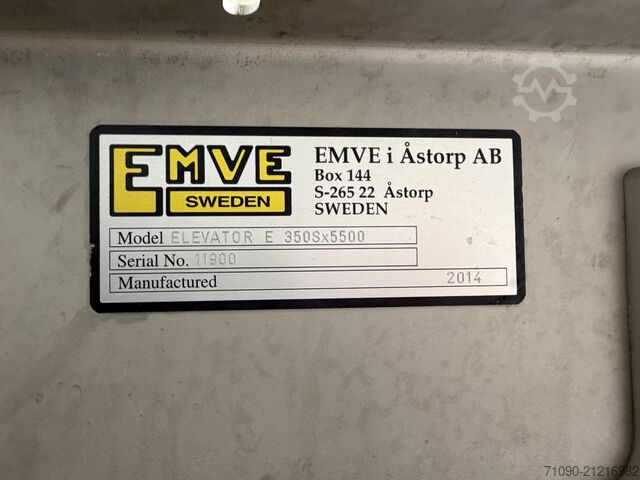 EMVE
SWEDEN
EMVE i Åstorp AB
Box 144
S-265 22 Åstorp
SWEDEN
Model ELEVATOR E 350Sx5500
Serial No. 11900
Manufactured 2014
71090-21216982